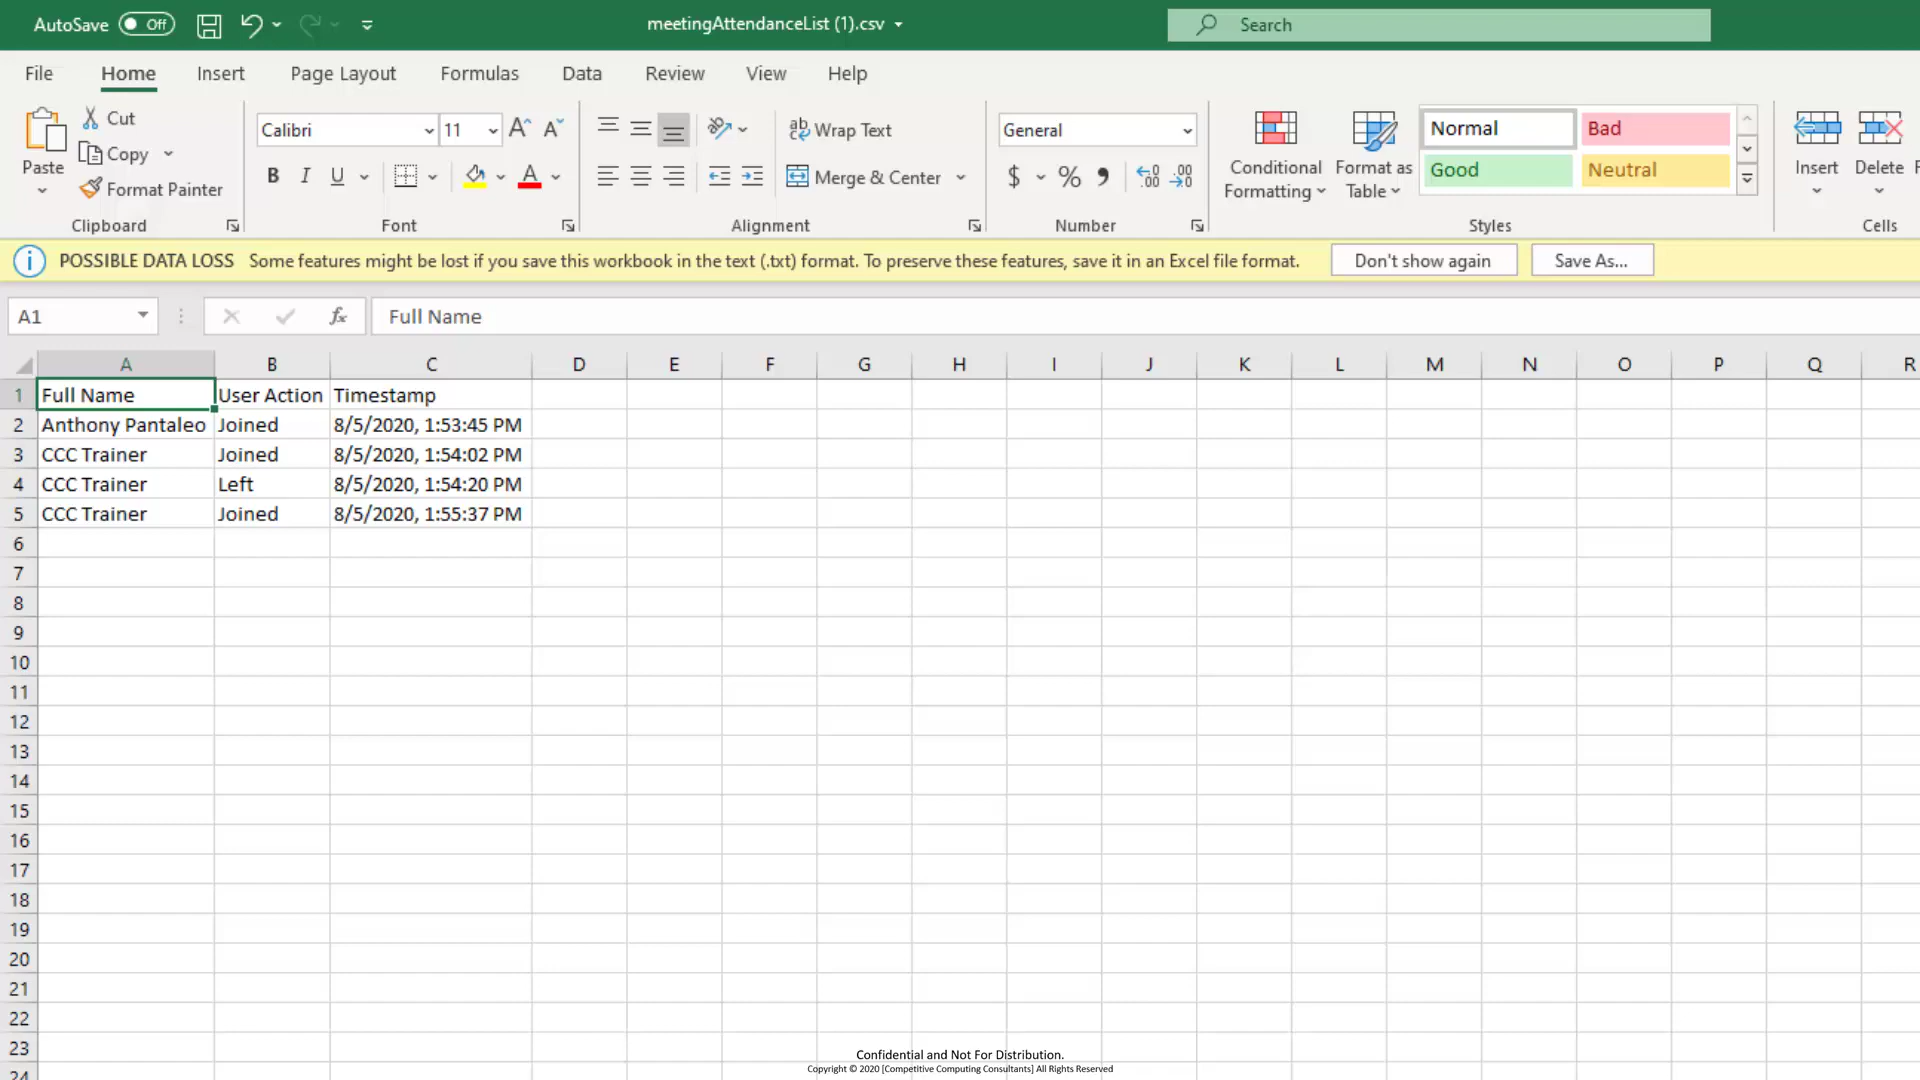 AutoSave Off meetingAttendanceList (1).csv Search
File Home Insert Page Layout Formulas Data Review View Help
Paste Cut Copy Format Painter
Clipboard
Calibri 11
B I U A
Font
Wrap Text
Merge & Center
Alignment
General
$ % ,
Number
Conditional Formatting
Format as Table
Normal Bad
Good Neutral
Styles
Insert Delete
Cells
POSSIBLE DATA LOSS Some features might be lost if you save this workbook in the text (.txt) format. To preserve these features, save it in an Excel file format. Don't show again Save As...
A1 fx Full Name
A B C D E F G H I J K L M N O P Q R
1 Full Name User Action Timestamp
2 Anthony Pantaleo Joined 8/5/2020, 1:53:45 PM
3 CCC Trainer Joined 8/5/2020, 1:54:02 PM
4 CCC Trainer Left 8/5/2020, 1:54:20 PM
5 CCC Trainer Joined 8/5/2020, 1:55:37 PM
6
7
8
9
10
11
12
13
14
15
16
17
18
19
20
21
22
23
24
Confidential and Not For Distribution.
Copyright © 2020 [Competitive Computing Consultants] All Rights Reserved